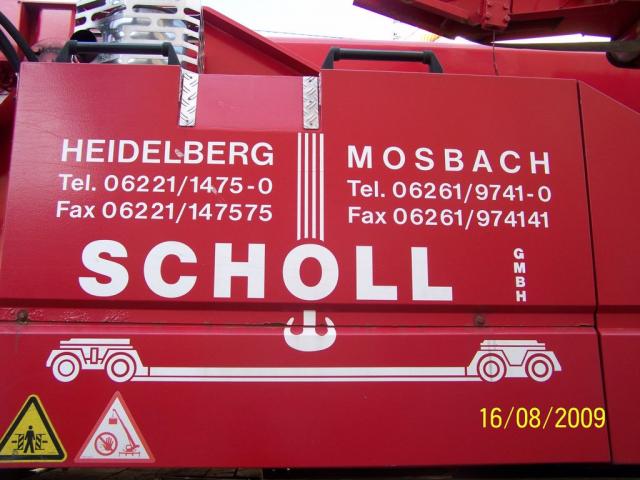 HEIDELBERG
Tel. 06221/1475-0
Fax 06221/147575
MOSBACH
Tel. 06261/9741-0
Fax 06261/974141
SCHOLL GMBH
16/08/2009